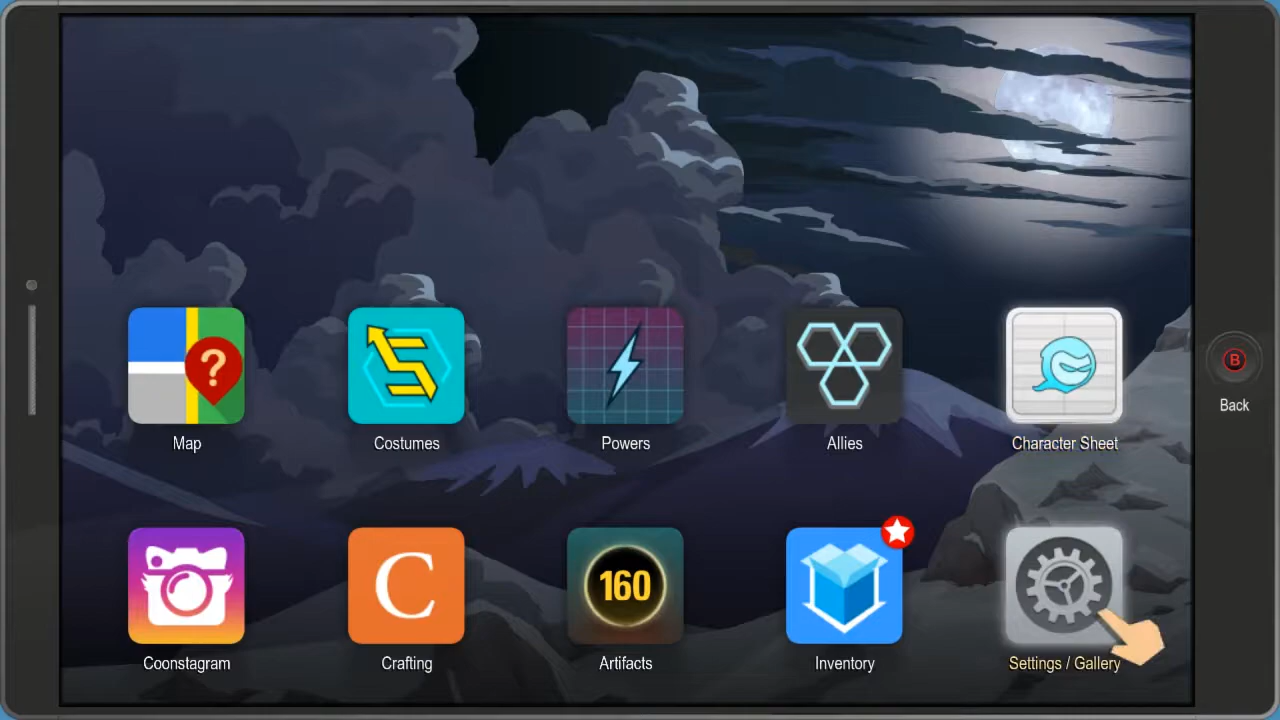 ?
Map
Costumes
Powers
Allies
Character Sheet
B
Back
C
160
Coonstagram
Crafting
Artifacts
Inventory
Settings / Gallery